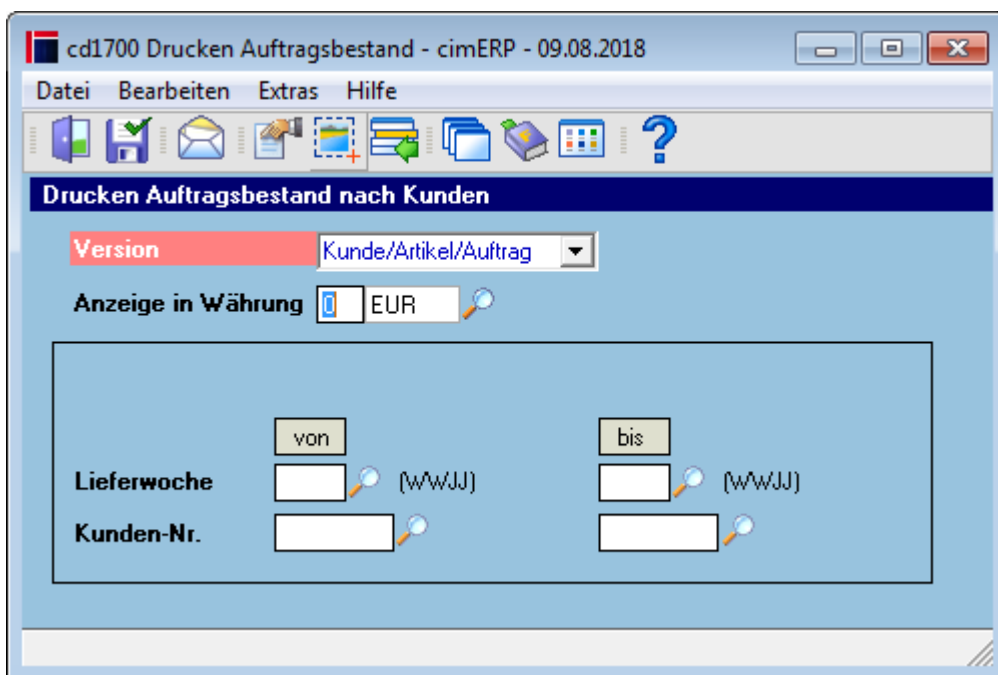 cd1700 Drucken Auftragsbestand - cimERP - 09.08.2018
Datei Bearbeiten Extras Hilfe
Drucken Auftragsbestand nach Kunden
Version Kunde/Artikel/Auftrag
Anzeige in Währung 0 EUR
von bis
Lieferwoche (WWJJ) (WWJJ)
Kunden-Nr.